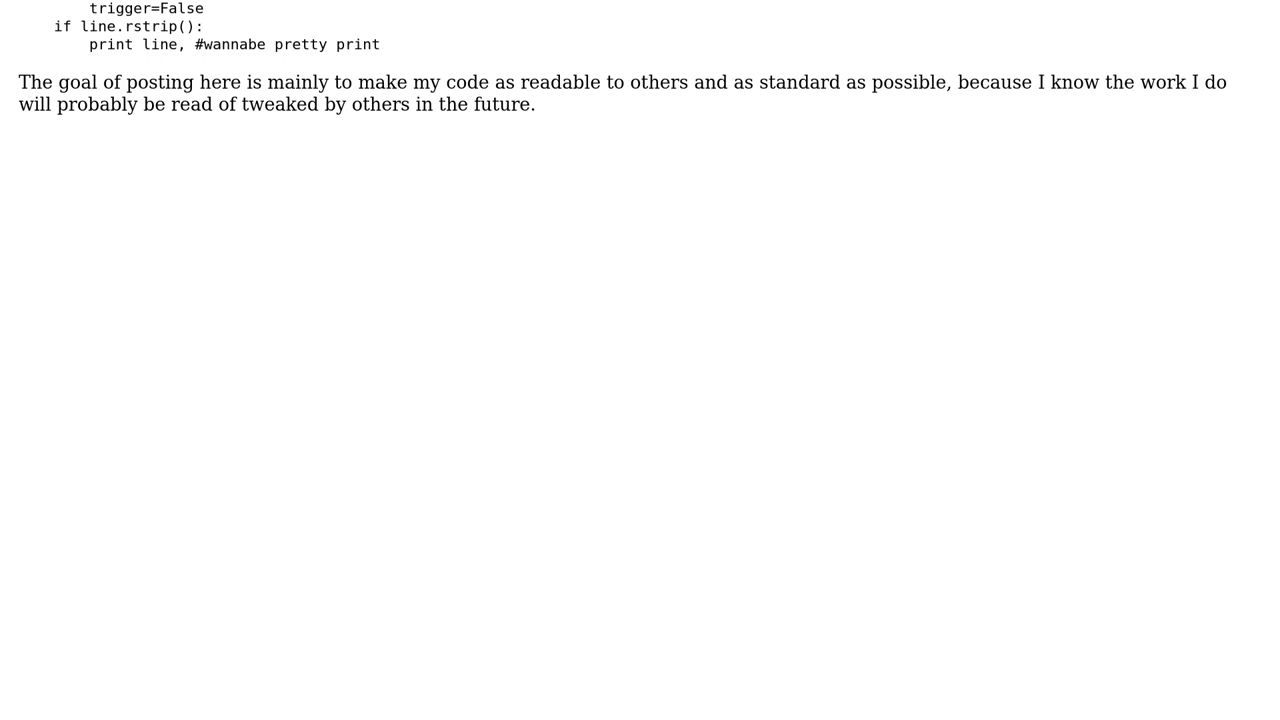 trigger=False
    if line.rstrip():
        print line, #wannabe pretty print
The goal of posting here is mainly to make my code as readable to others and as standard as possible, because I know the work I do
will probably be read of tweaked by others in the future.